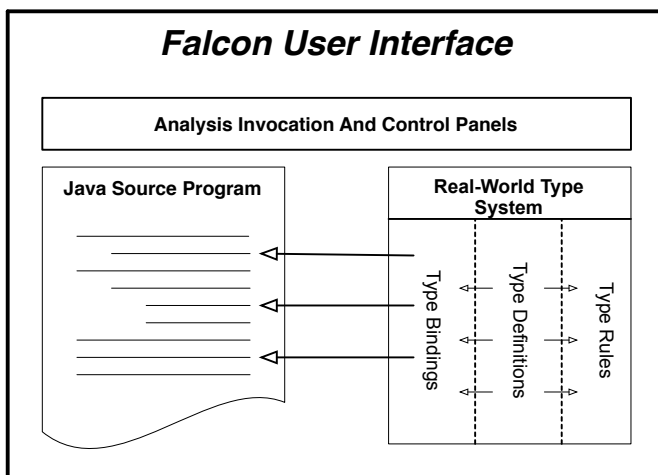 Falcon User Interface
Analysis Invocation And Control Panels
Java Source Program
Real-World Type
System
Type Bindings
Type Definitions
Type Rules